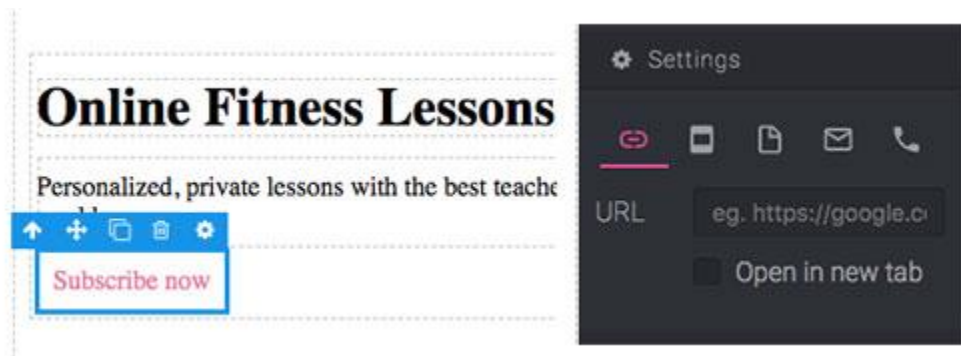 Settings
Online Fitness Lessons
Personalized, private lessons with the best teache
Subscribe now
URL
eg. https://google.c
Open in new tab